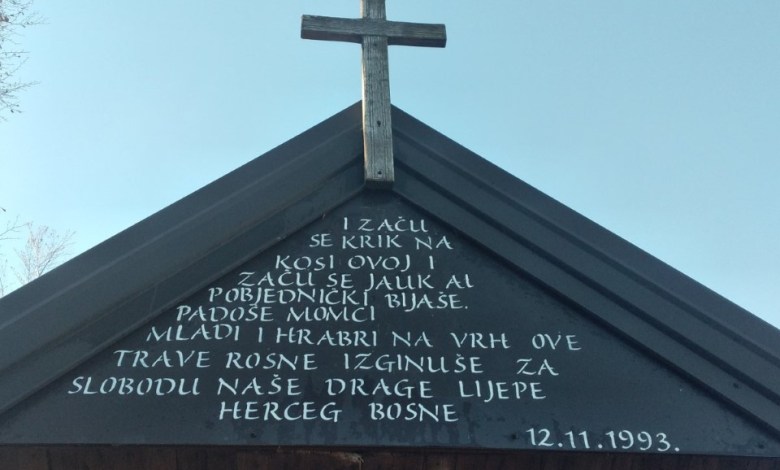 I ZAČU
SE KRIK NA
KOSI OVOJ I
ZAČU SE JAUK AL
POBJEDNIČKI BIJAŠE.
PADOŠE MOMCI
MLADI I HRABRI NA VRH OVE
TRAVE ROSNE IZGINUŠE ZA
SLOBODU NAŠE DRAGE LIJEPE
HERCEG BOSNE
12.11.1993.